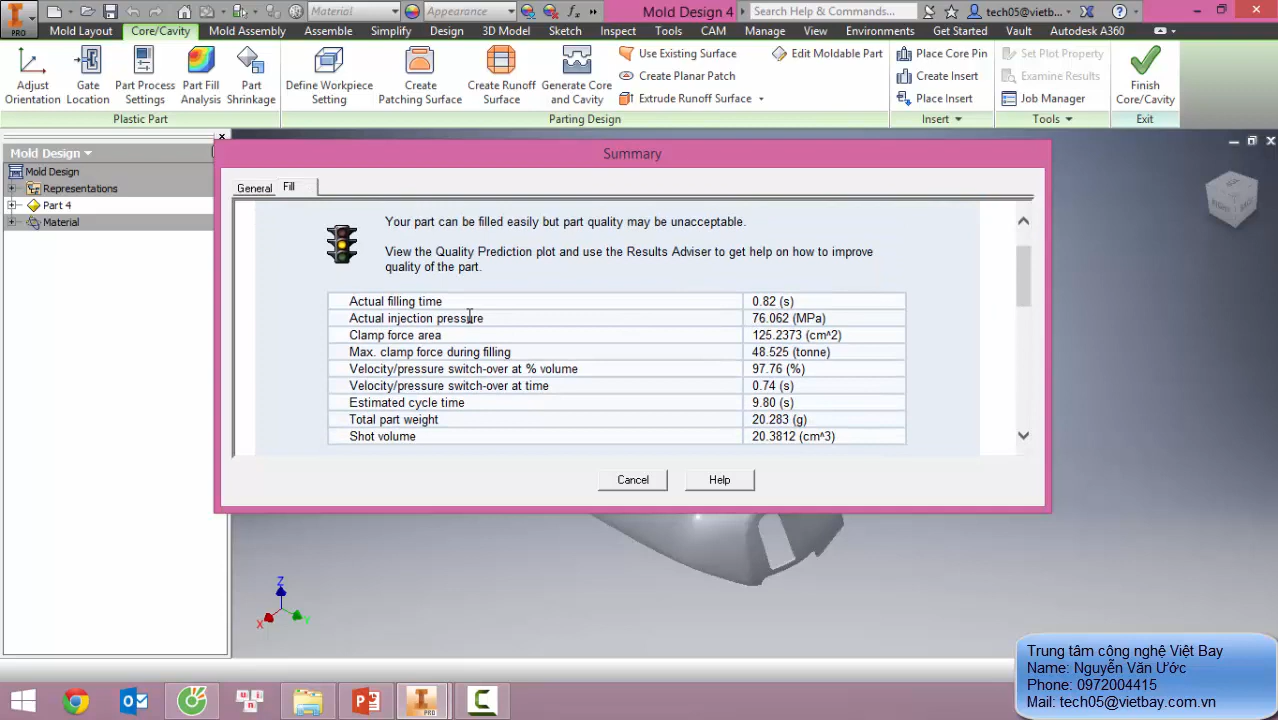 PRO
Material
Appearance
Mold Design 4
Search Help & Commands...
tech05@vietb...
Mold Layout
Core/Cavity
Mold Assembly
Assemble
Simplify
Design
3D Model
Sketch
Inspect
Tools
CAM
Manage
View
Environments
Get Started
Vault
Autodesk A360
Adjust
Orientation
Gate
Location
Part Process
Settings
Part Fill
Analysis
Part
Shrinkage
Plastic Part
Define Workpiece
Setting
Create
Patching Surface
Create Runoff
Surface
Generate Core
and Cavity
Use Existing Surface
Create Planar Patch
Extrude Runoff Surface
Edit Moldable Part
Parting Design
Place Core Pin
Create Insert
Place Insert
Insert
Set Plot Property
Examine Results
Job Manager
Tools
Finish
Core/Cavity
Exit
Mold Design
Mold Design
Representations
Part 4
Material
Summary
General
Fill
Your part can be filled easily but part quality may be unacceptable.
View the Quality Prediction plot and use the Results Adviser to get help on how to improve
quality of the part.
Actual filling time 0.82 (s)
Actual injection pressure 76.062 (MPa)
Clamp force area 125.2373 (cm^2)
Max. clamp force during filling 48.525 (tonne)
Velocity/pressure switch-over at % volume 97.76 (%)
Velocity/pressure switch-over at time 0.74 (s)
Estimated cycle time 9.80 (s)
Total part weight 20.283 (g)
Shot volume 20.3812 (cm^3)
Cancel
Help
Z
X
Y
Trung tâm công nghệ Việt Bay
Name: Nguyễn Văn Ước
Phone: 0972004415
Mail: tech05@vietbay.com.vn
PRO